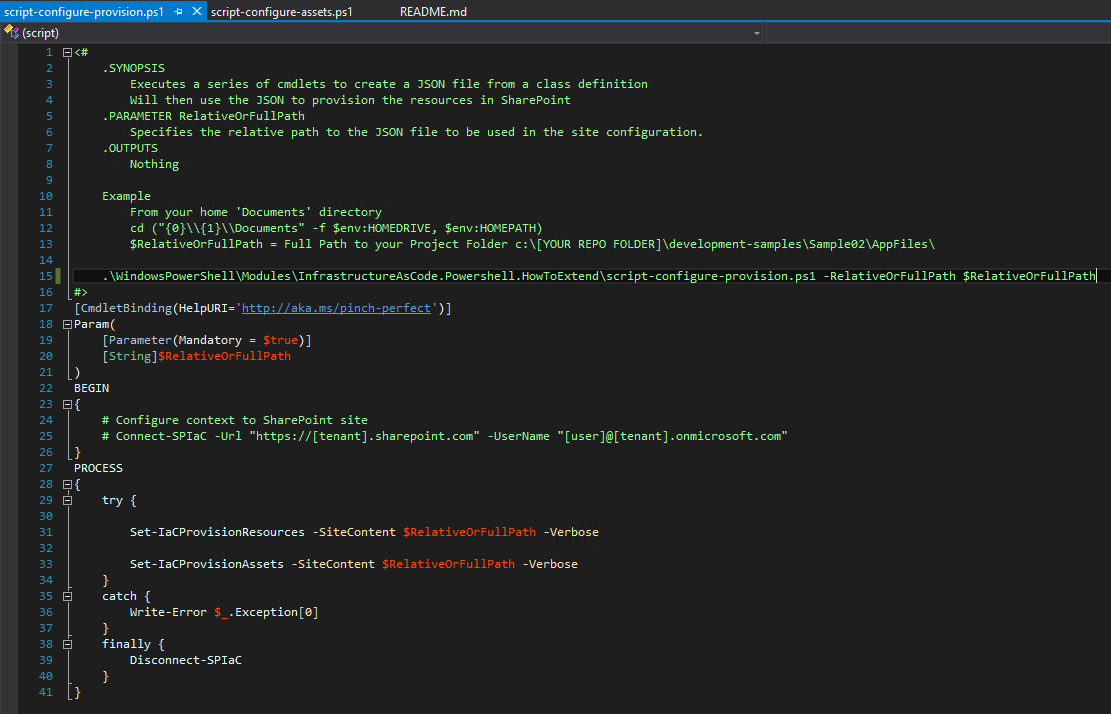 script-configure-provision.ps1 script-configure-assets.ps1 README.md
(script)
1 <#
2 .SYNOPSIS
3 Executes a series of cmdlets to create a JSON file from a class definition
4 Will then use the JSON to provision the resources in SharePoint
5 .PARAMETER RelativeOrFullPath
6 Specifies the relative path to the JSON file to be used in the site configuration.
7 .OUTPUTS
8 Nothing
9
10 Example
11 From your home 'Documents' directory
12 cd ("{0}\\{1}\\Documents" -f $env:HOMEDRIVE, $env:HOMEPATH)
13 $RelativeOrFullPath = Full Path to your Project Folder c:\[YOUR REPO FOLDER]\development-samples\Sample02\AppFiles\
14
15 .\WindowsPowerShell\Modules\InfrastructureAsCode.Powershell.HowToExtend\script-configure-provision.ps1 -RelativeOrFullPath $RelativeOrFullPath
16 #>
17 [CmdletBinding(HelpURI='http://aka.ms/pinch-perfect')]
18 Param(
19 [Parameter(Mandatory = $true)]
20 [String]$RelativeOrFullPath
21 )
22 BEGIN
23 {
24 # Configure context to SharePoint site
25 # Connect-SPIaC -Url "https://[tenant].sharepoint.com" -UserName "[user]@[tenant].onmicrosoft.com"
26 }
27 PROCESS
28 {
29 try {
30
31 Set-IaCProvisionResources -SiteContent $RelativeOrFullPath -Verbose
32
33 Set-IaCProvisionAssets -SiteContent $RelativeOrFullPath -Verbose
34 }
35 catch {
36 Write-Error $_.Exception[0]
37 }
38 finally {
39 Disconnect-SPIaC
40 }
41 }